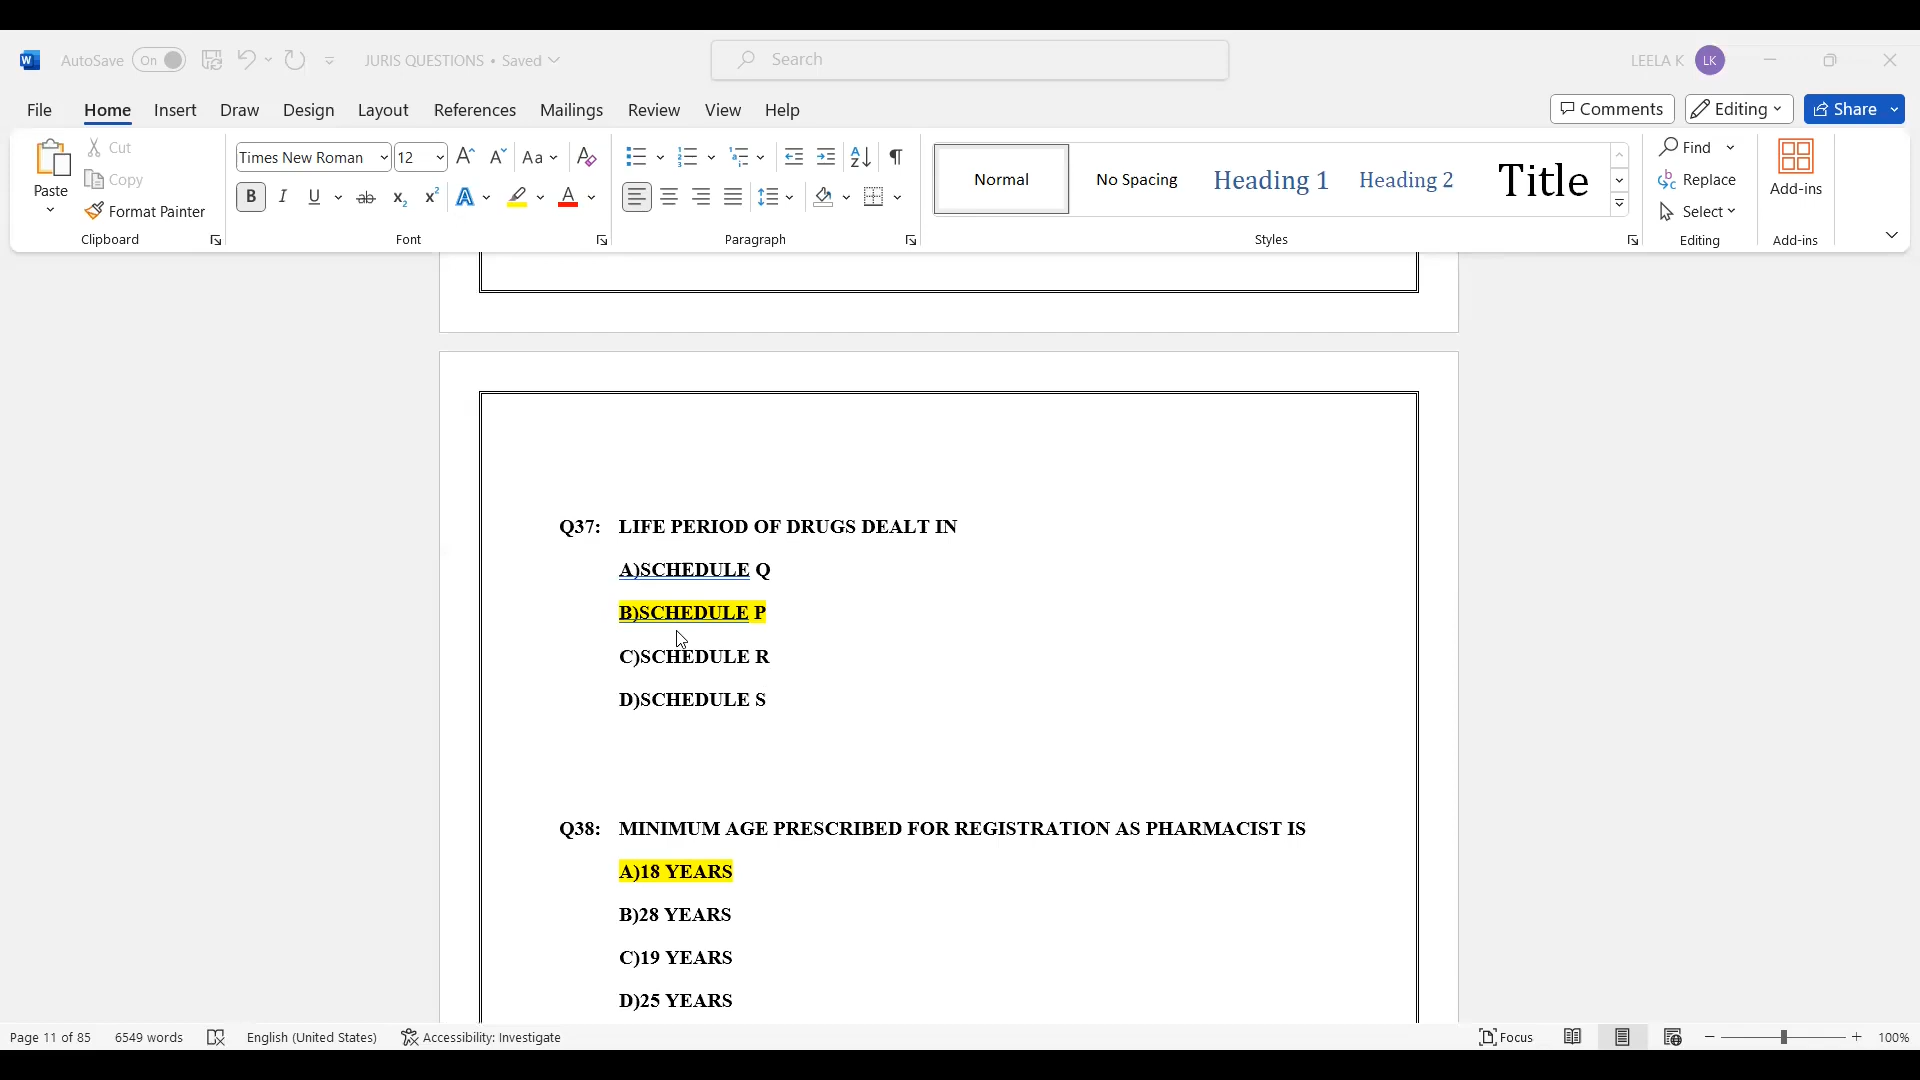 AutoSave On JURIS QUESTIONS • Saved Search LEELA K LK
File Home Insert Draw Design Layout References Mailings Review View Help Comments Editing Share
Paste Cut Copy Format Painter
Clipboard
Times New Roman 12
Font
Paragraph
Normal No Spacing Heading 1 Heading 2 Title
Styles
Find
Replace
Select
Editing
Add-ins
Add-ins
Q37: LIFE PERIOD OF DRUGS DEALT IN
A)SCHEDULE Q
B)SCHEDULE P
C)SCHEDULE R
D)SCHEDULE S
Q38: MINIMUM AGE PRESCRIBED FOR REGISTRATION AS PHARMACIST IS
A)18 YEARS
B)28 YEARS
C)19 YEARS
D)25 YEARS
Page 11 of 85 6549 words English (United States) Accessibility: Investigate Focus 100%